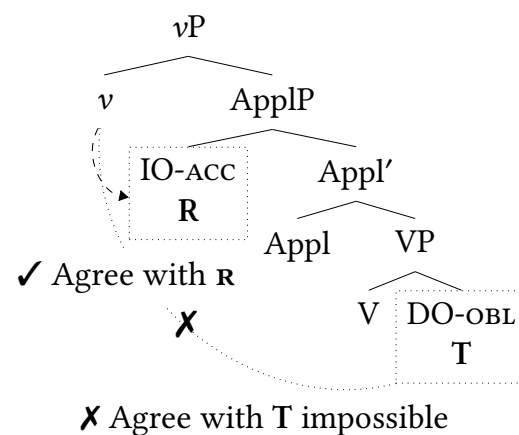 vP
v ApplP
IO-ACC Appl′
R
Appl VP
✓ Agree with R
V DO-OBL
✗
T
✗ Agree with T impossible